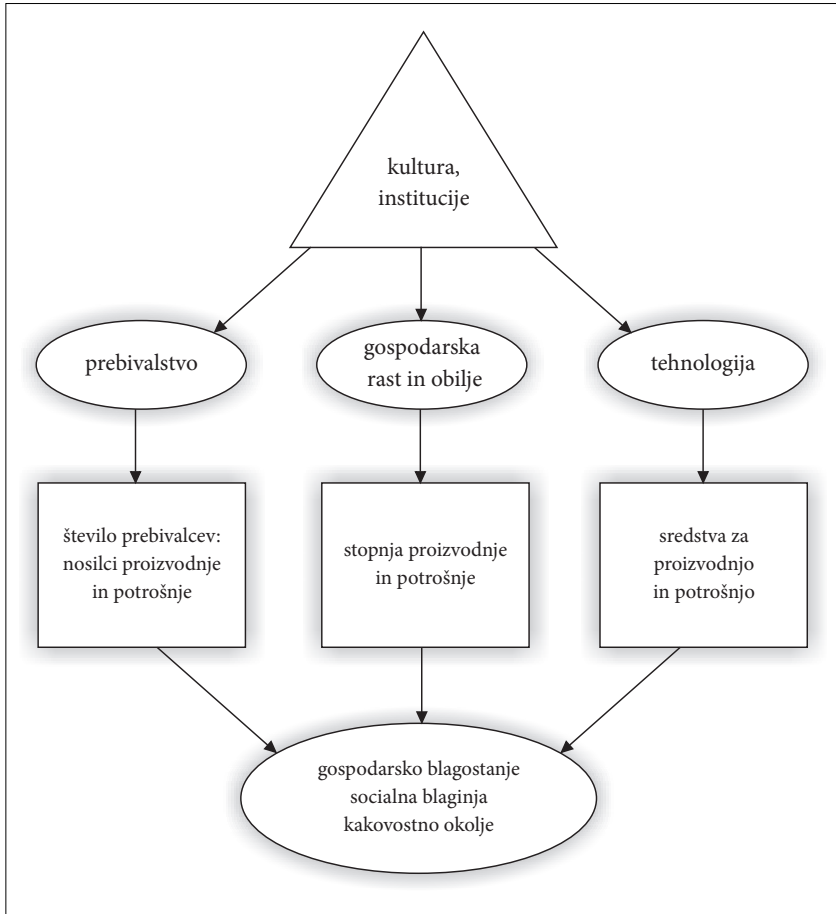 kultura,
institucije
prebivalstvo
gospodarska
rast in obilje
tehnologija
število prebivalcev:
nosilci proizvodnje
in potrošnje
stopnja proizvodnje
in potrošnje
sredstva za
proizvodnjo
in potrošnjo
gospodarsko blagostanje
socialna blaginja
kakovostno okolje